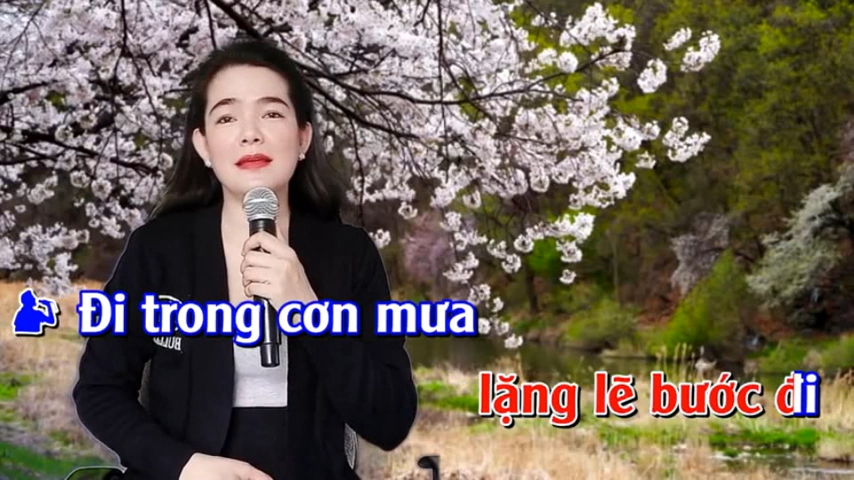 Đi trong cơn mưa
lặng lẽ bước đi